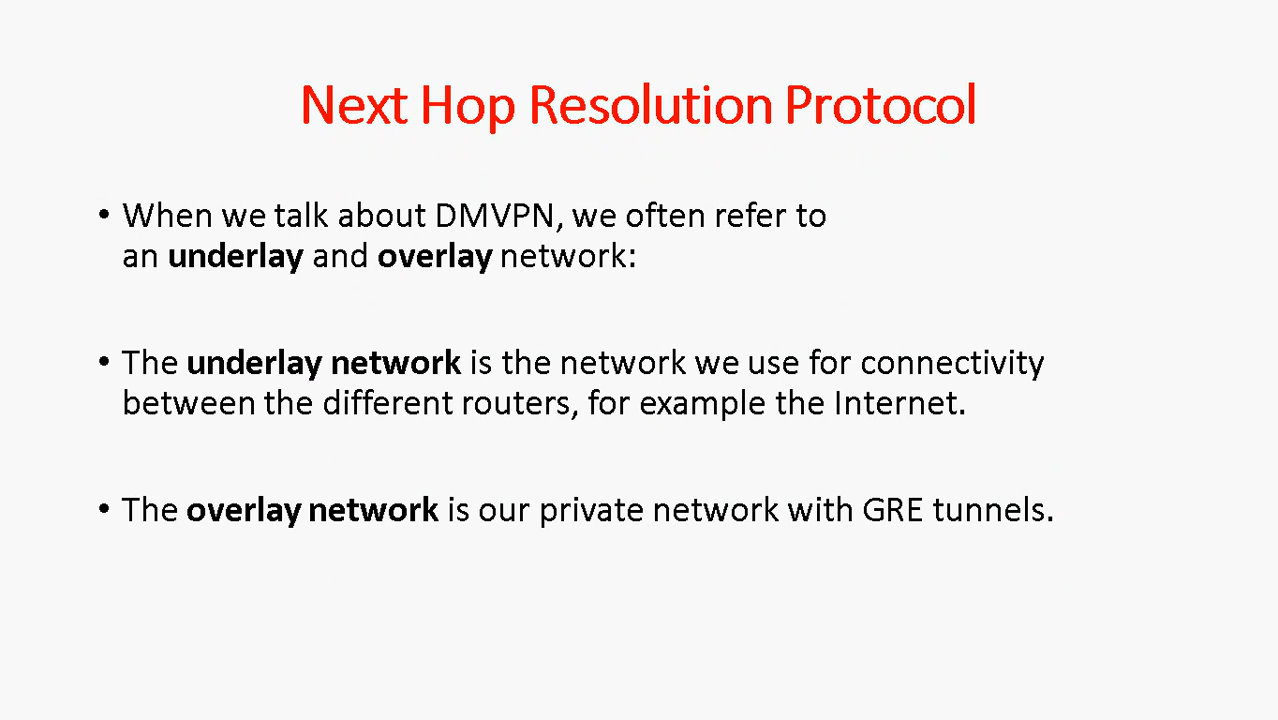 Next Hop Resolution Protocol
• When we talk about DMVPN, we often refer to
an underlay and overlay network:
• The underlay network is the network we use for connectivity
between the different routers, for example the Internet.
• The overlay network is our private network with GRE tunnels.